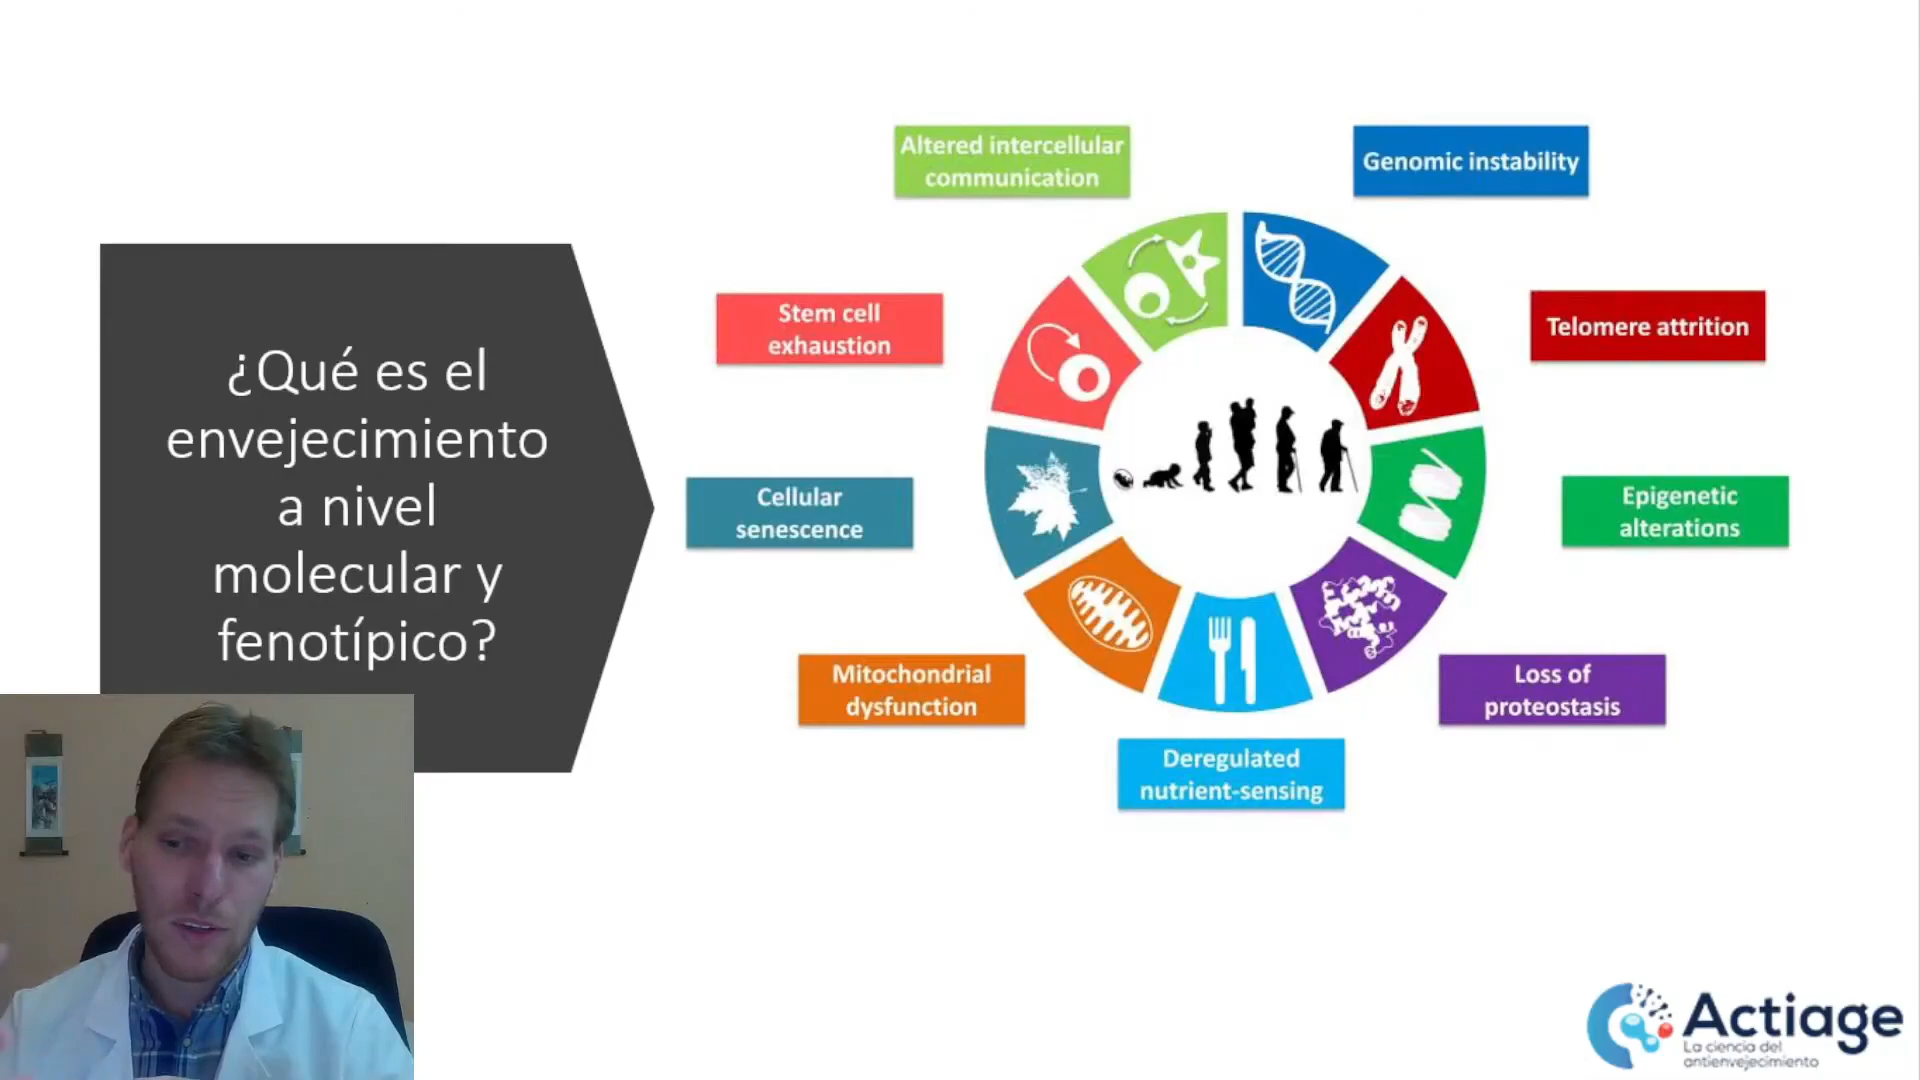 ¿Qué es el
envejecimiento
a nivel
molecular y
fenotípico?
Altered intercellular
communication
Genomic instability
Stem cell
exhaustion
Telomere attrition
Cellular
senescence
Epigenetic
alterations
Mitochondrial
dysfunction
Loss of
proteostasis
Deregulated
nutrient-sensing
Actiage
La ciencia del
antienvejecimiento